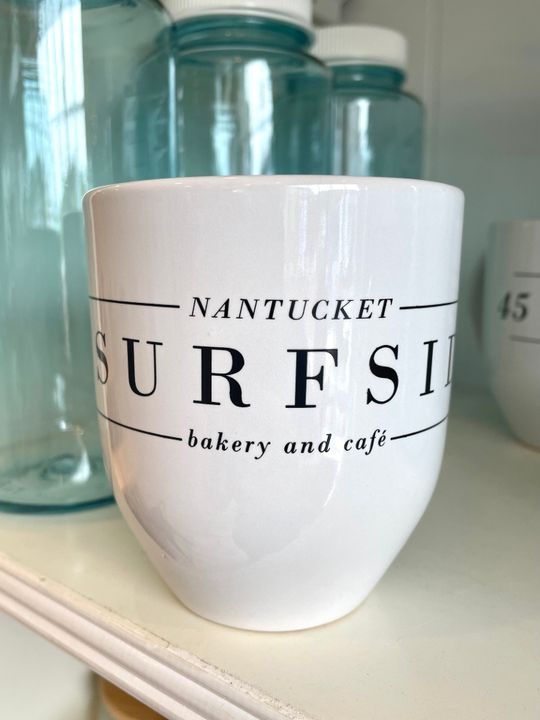 NANTUCKET
SURFSI
bakery and café
45